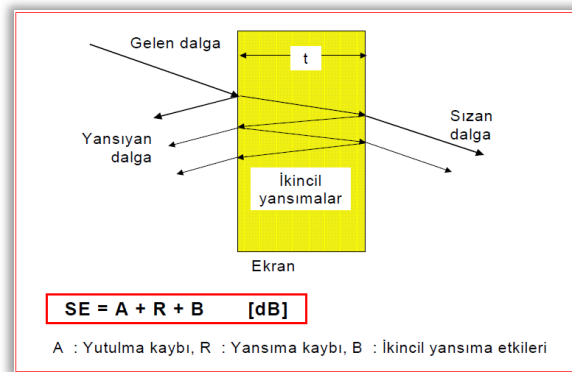 Gelen dalga
t
Yansıyan
dalga
Sızan
dalga
İkincil
yansımalar
Ekran
SE = A + R + B [dB]
A : Yutulma kaybı, R : Yansıma kaybı, B : İkincil yansıma etkileri